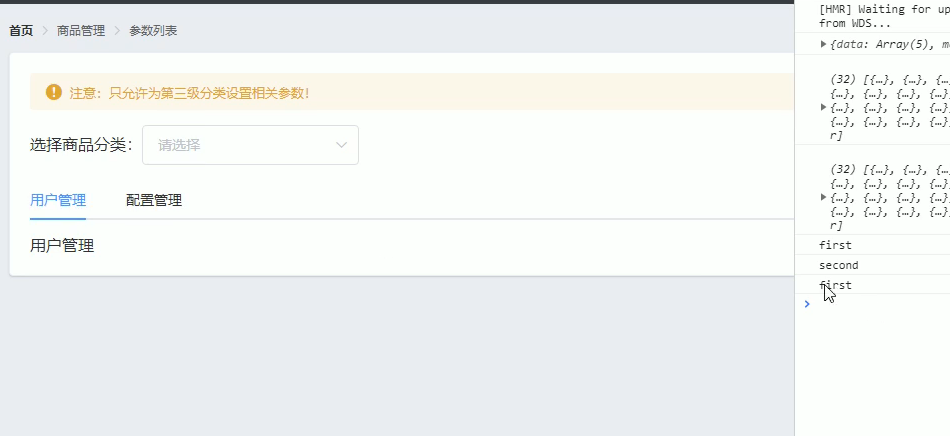 首页 > 商品管理 > 参数列表
注意：只允许为第三级分类设置相关参数！
选择商品分类：
请选择
用户管理 配置管理
用户管理
[HMR] Waiting for up
from WDS...
{data: Array(5), m
(32) [{…}, {…}, {…
{…}, {…}, {…}, {…},
{…}, {…}, {…}, {…},
{…}, {…}, {…}, {…},
r]
(32) [{…}, {…}, {…
{…}, {…}, {…}, {…},
{…}, {…}, {…}, {…},
{…}, {…}, {…}, {…},
r]
first
second
first